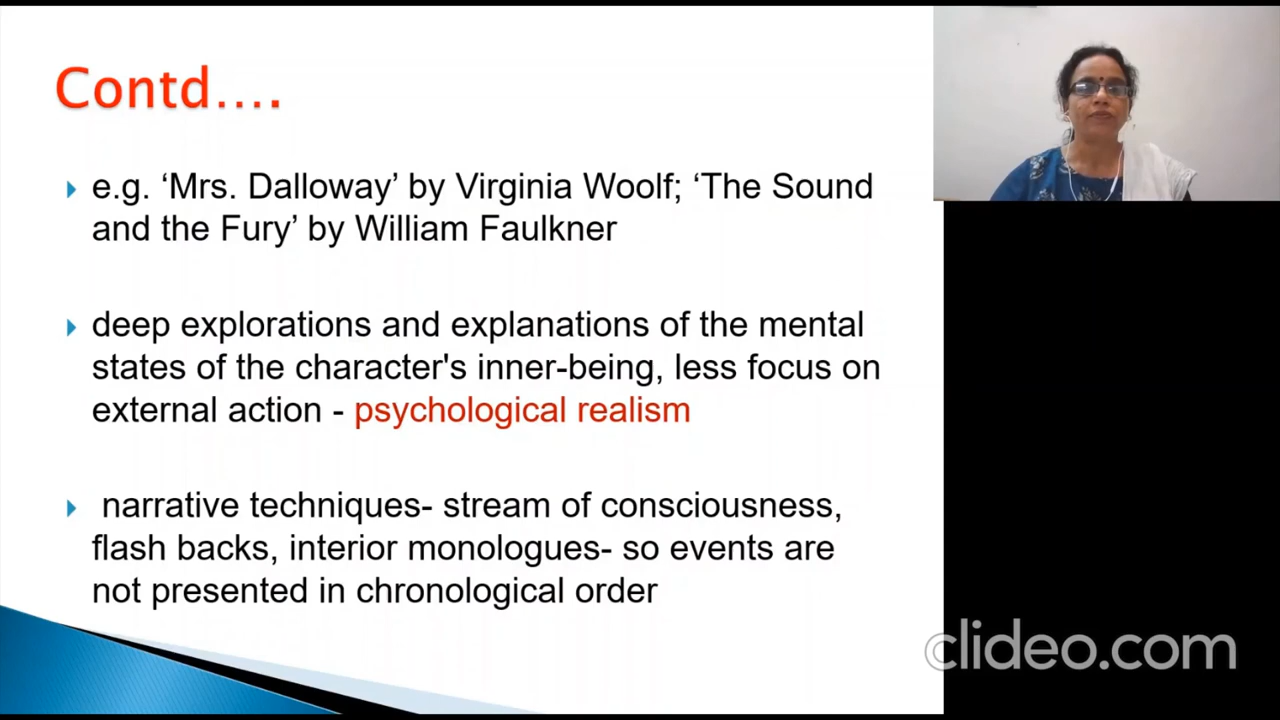 Contd....
e.g. ‘Mrs. Dalloway’ by Virginia Woolf; ‘The Sound
and the Fury’ by William Faulkner
deep explorations and explanations of the mental
states of the character's inner-being, less focus on
external action - psychological realism
narrative techniques- stream of consciousness,
flash backs, interior monologues- so events are
not presented in chronological order
clideo.com